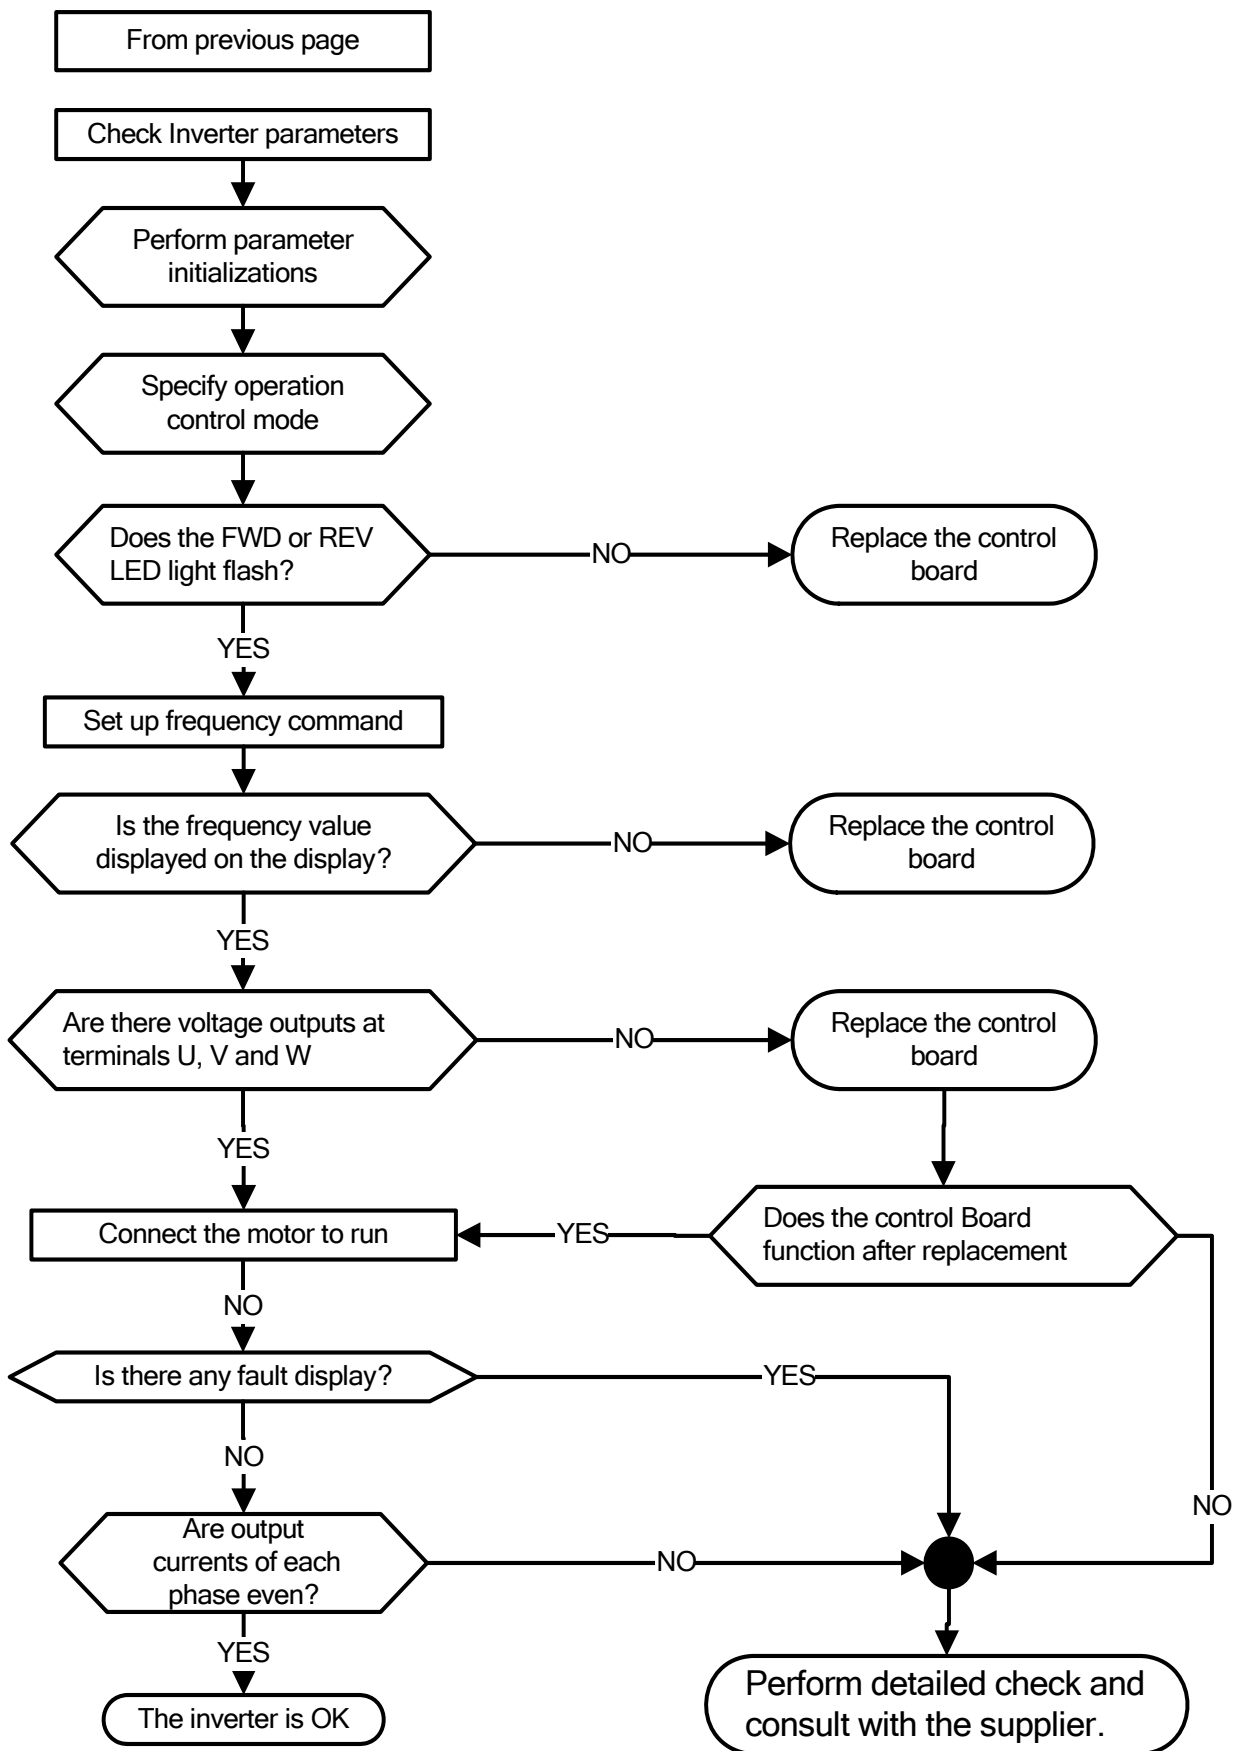 From previous page
Check Inverter parameters
Perform parameter
initializations
Specify operation
control mode
Does the FWD or REV
LED light flash?
NO
Replace the control
board
YES
Set up frequency command
Is the frequency value
displayed on the display?
NO
Replace the control
board
YES
Are there voltage outputs at
terminals U, V and W
NO
Replace the control
board
YES
Connect the motor to run
YES
Does the control Board
function after replacement
NO
Is there any fault display?
YES
NO
NO
Are output
currents of each
phase even?
NO
YES
The inverter is OK
Perform detailed check and
consult with the supplier.